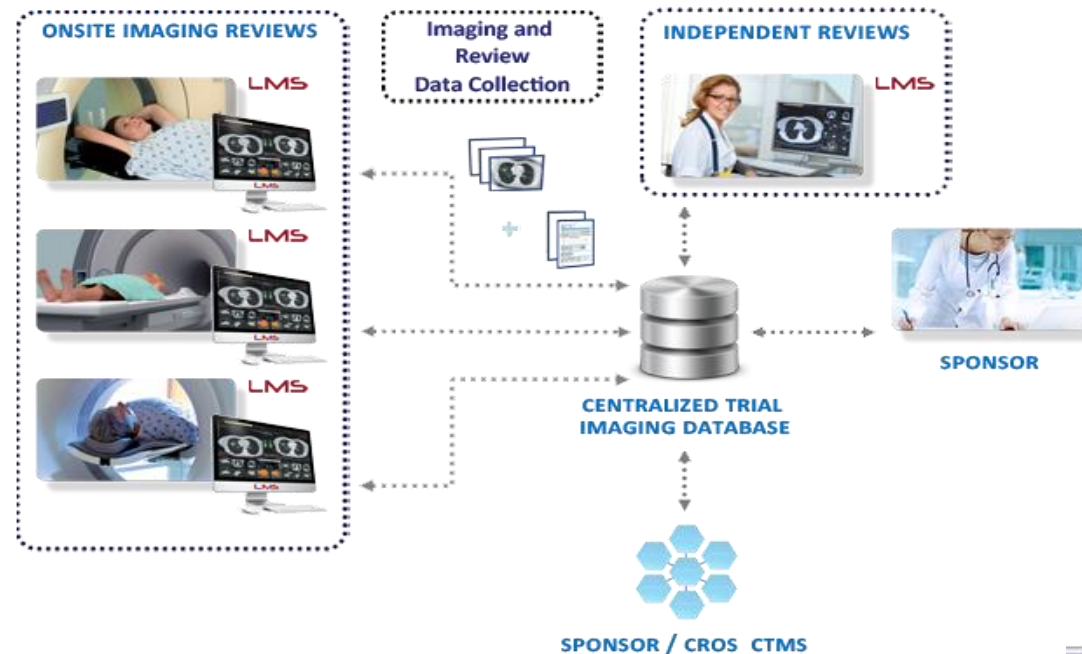 ONSITE IMAGING REVIEWS
LMS
LMS
LMS
LMS
LMS
LMS
Imaging and
Review
Data Collection
INDEPENDENT REVIEWS
LMS
SPONSOR
CENTRALIZED TRIAL
IMAGING DATABASE
SPONSOR / CROS CTMS